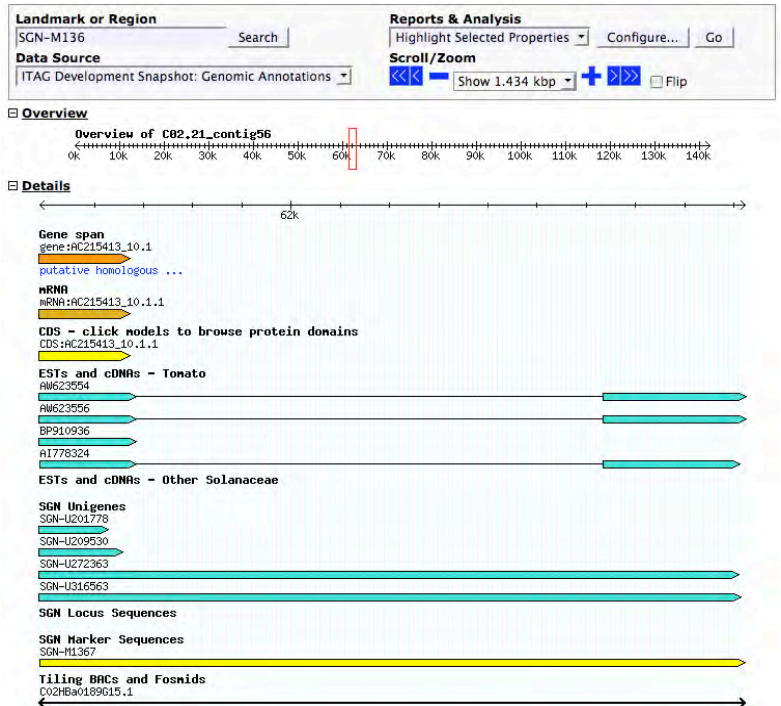 Landmark or Region
Reports & Analysis
SGN-M136
Search
Highlight Selected Properties
Configure...
Go
Data Source
Scroll/Zoom
ITAG Development Snapshot: Genomic Annotations
Show 1.434 kbp
Flip
Overview
Overview of C02.21_contig56
0k 10k 20k 30k 40k 50k 60k 70k 80k 90k 100k 110k 120k 130k 140k
Details
62k
Gene span
gene:AC215413_10.1
putative homologous ...
mRNA
mRNA:AC215413_10.1.1
CDS - click models to browse protein domains
CDS:AC215413_10.1.1
ESTs and cDNAs - Tomato
AW623554
AW623556
BP910936
AI778324
ESTs and cDNAs - Other Solanaceae
SGN Unigenes
SGN-U201778
SGN-U209530
SGN-U272363
SGN-U316563
SGN Locus Sequences
SGN Marker Sequences
SGN-M1367
Tiling BACs and Fosmids
C02HBa0189G15.1